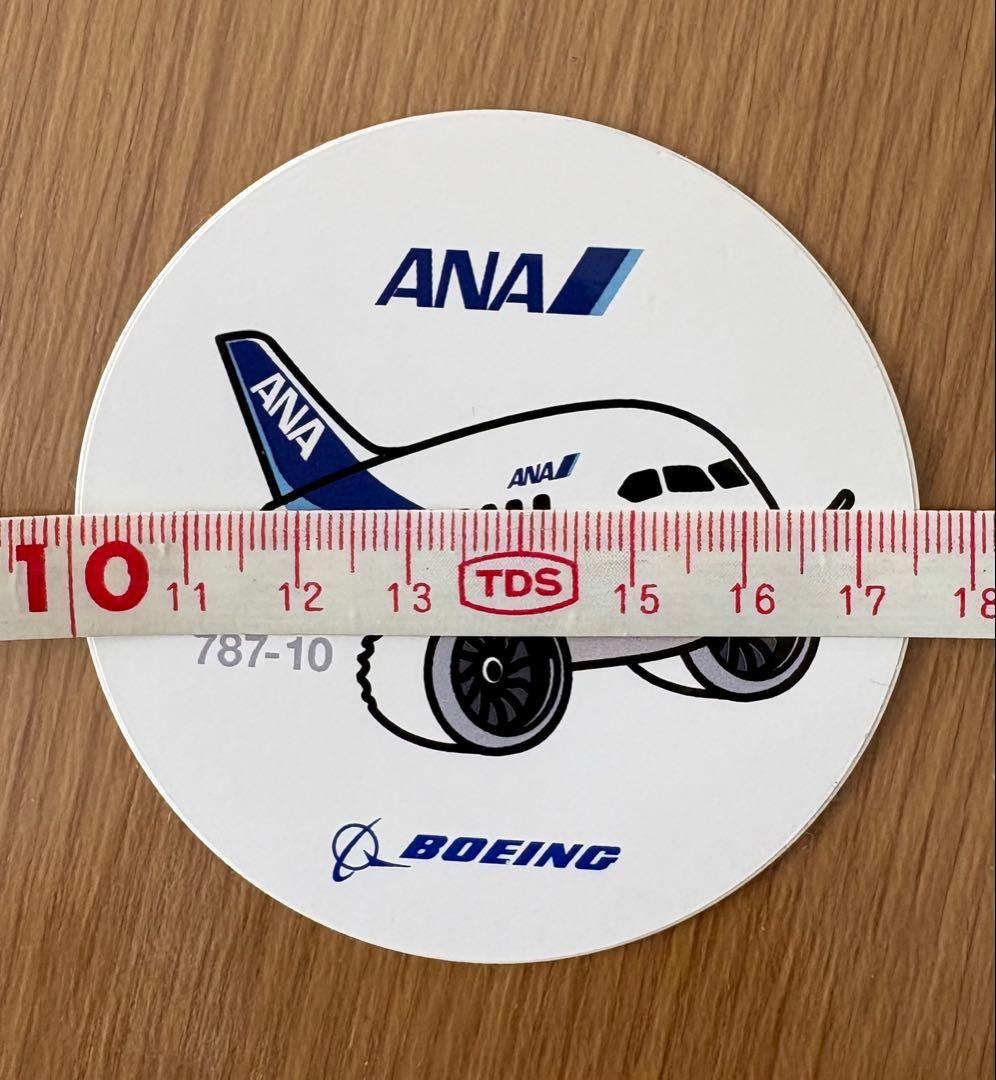 ANA
ANA
ANA
10 11 12 13 TDS 15 16 17 18
787-10
BOEING